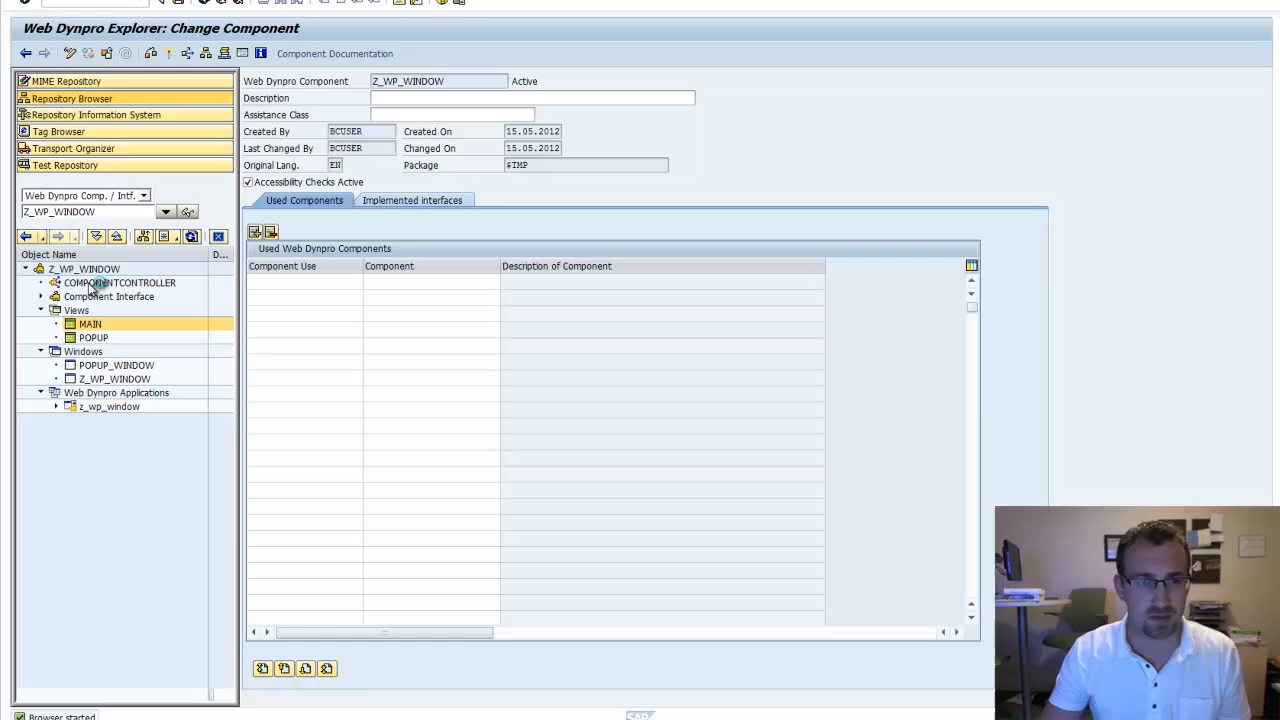 Web Dynpro Explorer: Change Component
Component Documentation
MIME Repository
Repository Browser
Repository Information System
Tag Browser
Transport Organizer
Test Repository
Web Dynpro Comp. / Intf.
Z_WP_WINDOW
Object Name D...
Z_WP_WINDOW
COMPONENTCONTROLLER
Component Interface
Views
MAIN
POPUP
Windows
POPUP_WINDOW
Z_WP_WINDOW
Web Dynpro Applications
z_wp_window
Web Dynpro Component Z_WP_WINDOW Active
Description
Assistance Class
Created By BCUSER Created On 15.05.2012
Last Changed By BCUSER Changed On 15.05.2012
Original Lang. EN Package $TMP
Accessibility Checks Active
Used Components Implemented interfaces
Used Web Dynpro Components
Component Use Component Description of Component
Browser started
SAP